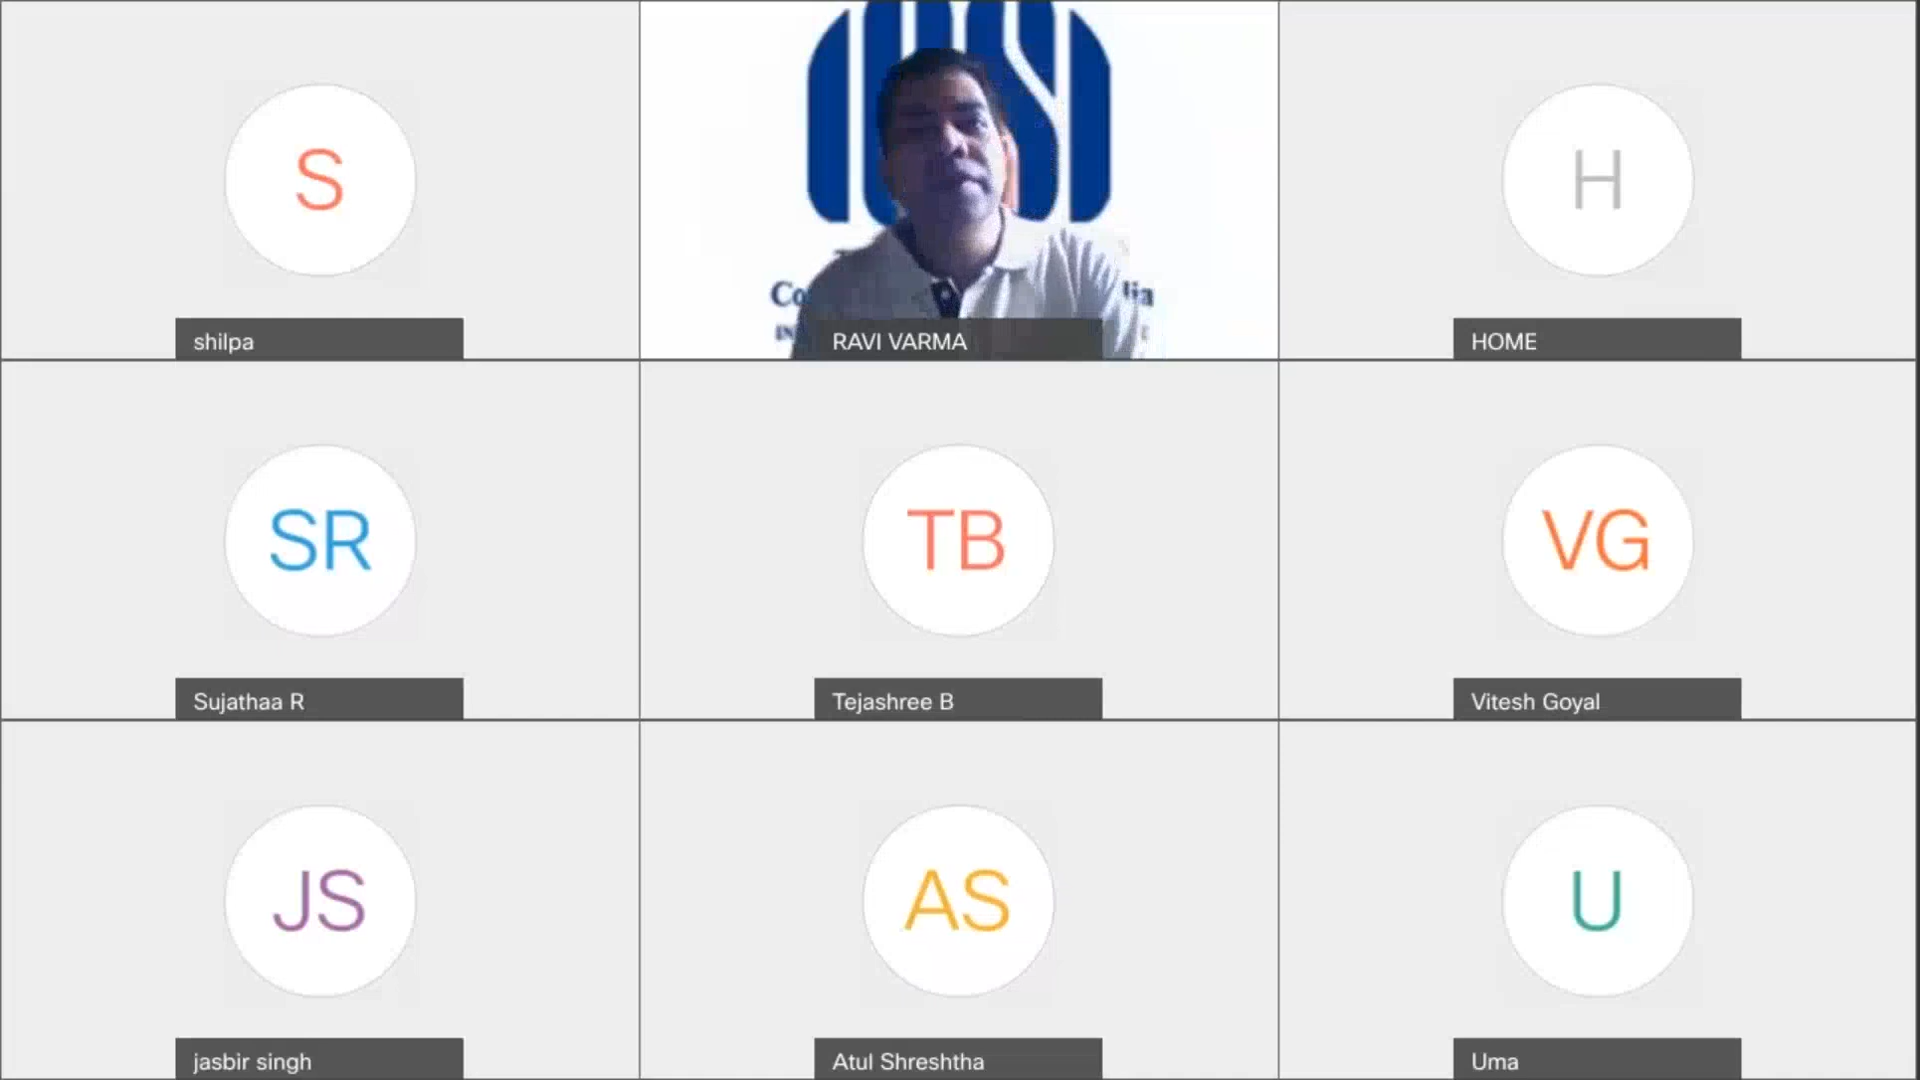 S
H
shilpa
RAVI VARMA
HOME
SR
TB
VG
Sujathaa R
Tejashree B
Vitesh Goyal
JS
AS
U
jasbir singh
Atul Shreshtha
Uma